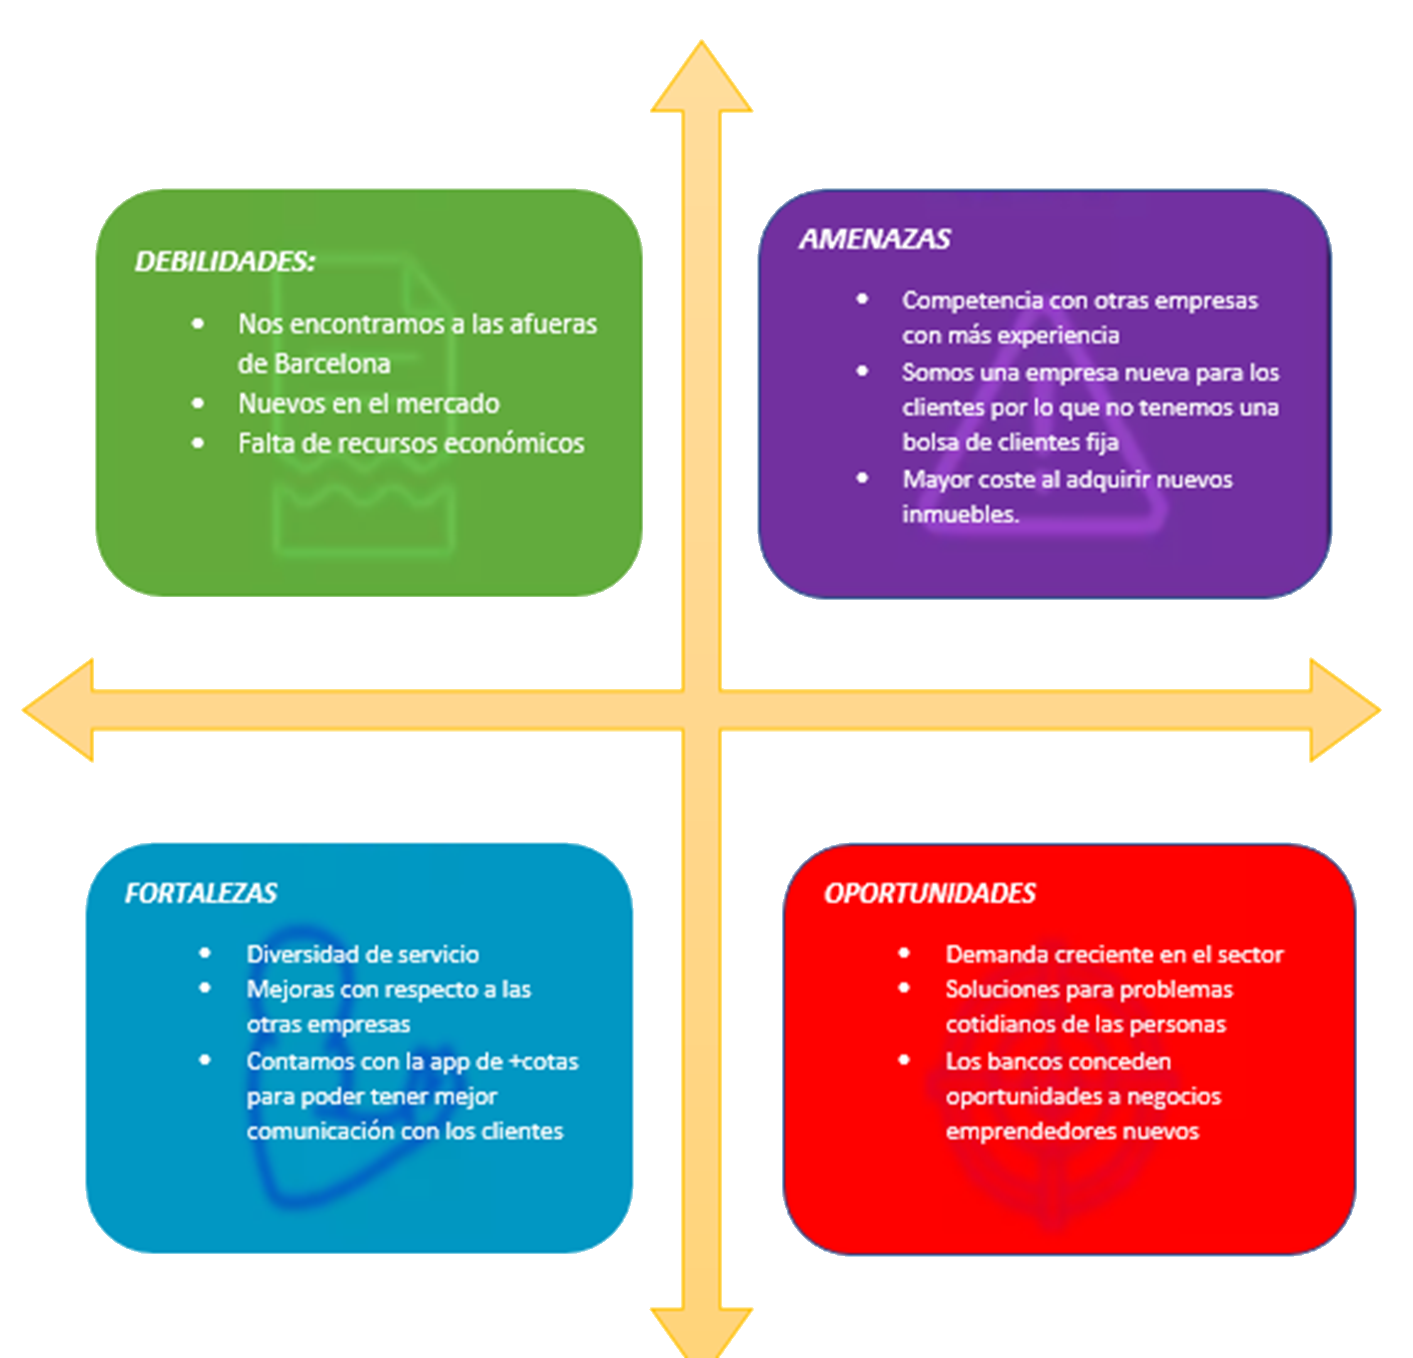 DEBILIDADES:
• Nos encontramos a las afueras
de Barcelona
• Nuevos en el mercado
• Falta de recursos económicos
AMENAZAS
• Competencia con otras empresas
con más experiencia
• Somos una empresa nueva para los
clientes por lo que no tenemos una
bolsa de clientes fija
• Mayor coste al adquirir nuevos
inmuebles.
FORTALEZAS
• Diversidad de servicio
• Mejoras con respecto a las
otras empresas
• Contamos con la app de +cotas
para poder tener mejor
comunicación con los clientes
OPORTUNIDADES
• Demanda creciente en el sector
• Soluciones para problemas
cotidianos de las personas
• Los bancos conceden
oportunidades a negocios
emprendedores nuevos